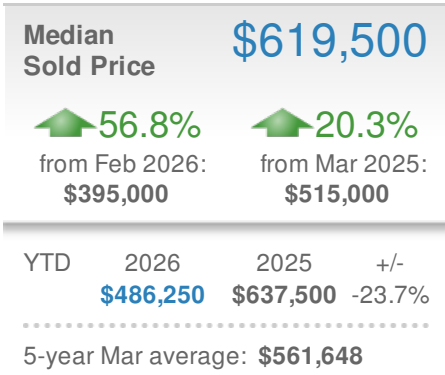 Median
Sold Price
$619,500
56.8%
from Feb 2026:
$395,000
20.3%
from Mar 2025:
$515,000
YTD 2026 2025 +/-
$486,250 $637,500 -23.7%
5-year Mar average: $561,648